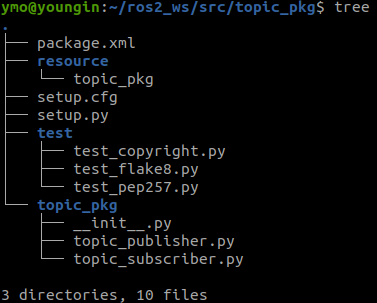 ymo@youngin:~/ros2_ws/src/topic_pkg$ tree
.
├── package.xml
├── resource
│   └── topic_pkg
├── setup.cfg
├── setup.py
├── test
│   ├── test_copyright.py
│   ├── test_flake8.py
│   └── test_pep257.py
└── topic_pkg
    ├── __init__.py
    ├── topic_publisher.py
    └── topic_subscriber.py
3 directories, 10 files